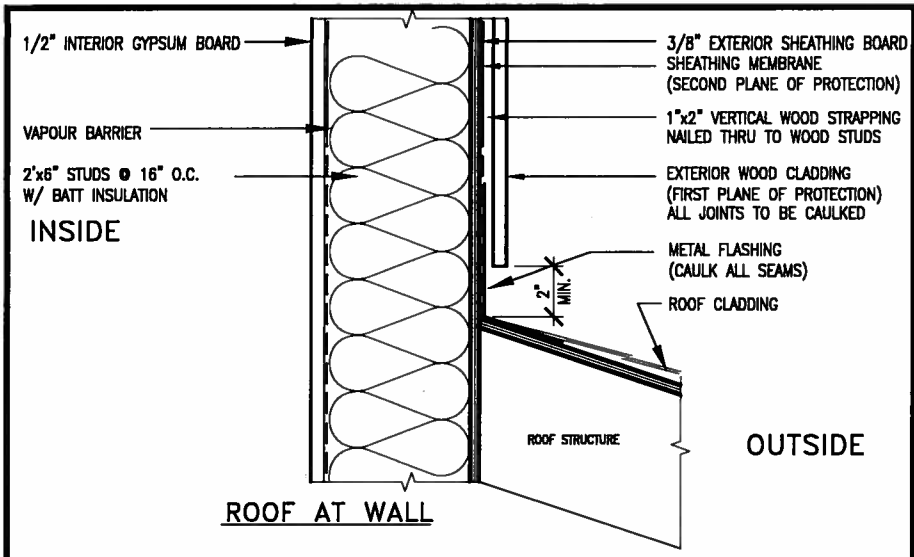 1/2" INTERIOR GYPSUM BOARD
VAPOUR BARRIER
2'x6" STUDS @ 16" O.C.
W/ BATT INSULATION
INSIDE
3/8" EXTERIOR SHEATHING BOARD
SHEATHING MEMBRANE
(SECOND PLANE OF PROTECTION)
1"x2" VERTICAL WOOD STRAPPING
NAILED THRU TO WOOD STUDS
EXTERIOR WOOD CLADDING
(FIRST PLANE OF PROTECTION)
ALL JOINTS TO BE CAULKED
METAL FLASHING
(CAULK ALL SEAMS)
2"
MIN.
ROOF CLADDING
ROOF STRUCTURE
OUTSIDE
ROOF AT WALL